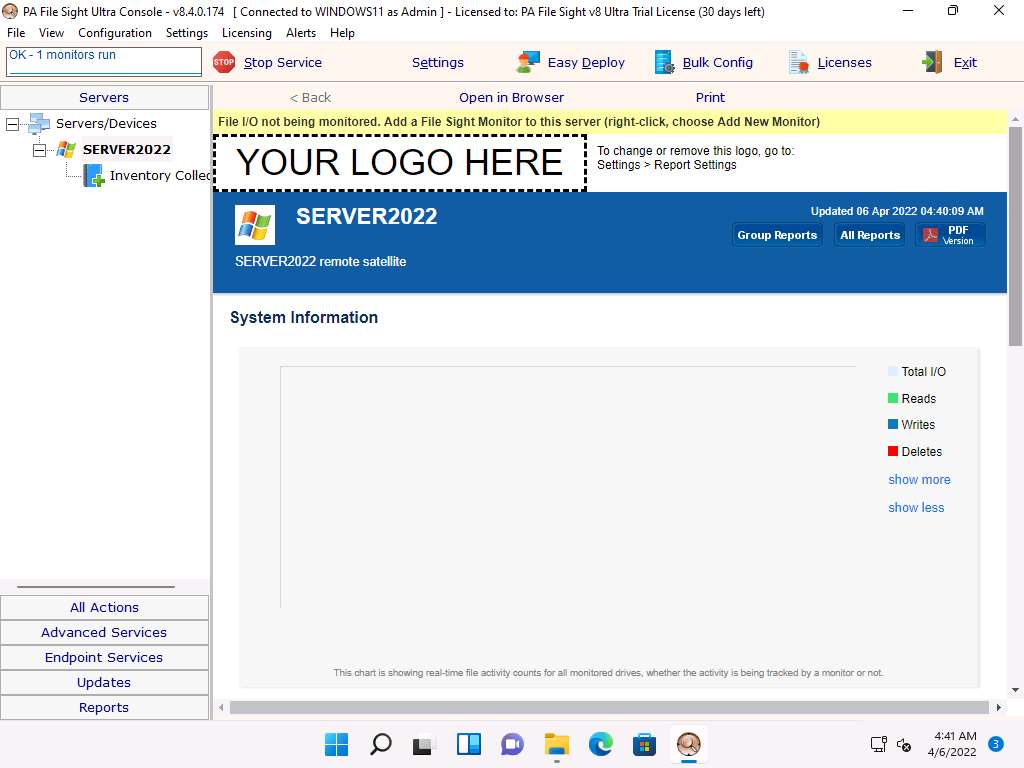 PA File Sight Ultra Console - v8.4.0.174   [ Connected to WINDOWS11 as Admin ] - Licensed to: PA File Sight v8 Ultra Trial License (30 days left)
File View Configuration Settings Licensing Alerts Help
OK - 1 monitors run
STOP Stop Service Settings Easy Deploy Bulk Config Licenses Exit
Servers
< Back Open in Browser Print
Servers/Devices
SERVER2022
Inventory Collec
File I/O not being monitored. Add a File Sight Monitor to this server (right-click, choose Add New Monitor)
YOUR LOGO HERE
To change or remove this logo, go to:
Settings > Report Settings
SERVER2022
Updated 06 Apr 2022 04:40:09 AM
Group Reports All Reports PDF Version
SERVER2022 remote satellite
System Information
Total I/O
Reads
Writes
Deletes
show more
show less
This chart is showing real-time file activity counts for all monitored drives, whether the activity is being tracked by a monitor or not.
All Actions
Advanced Services
Endpoint Services
Updates
Reports
4:41 AM
4/6/2022
3